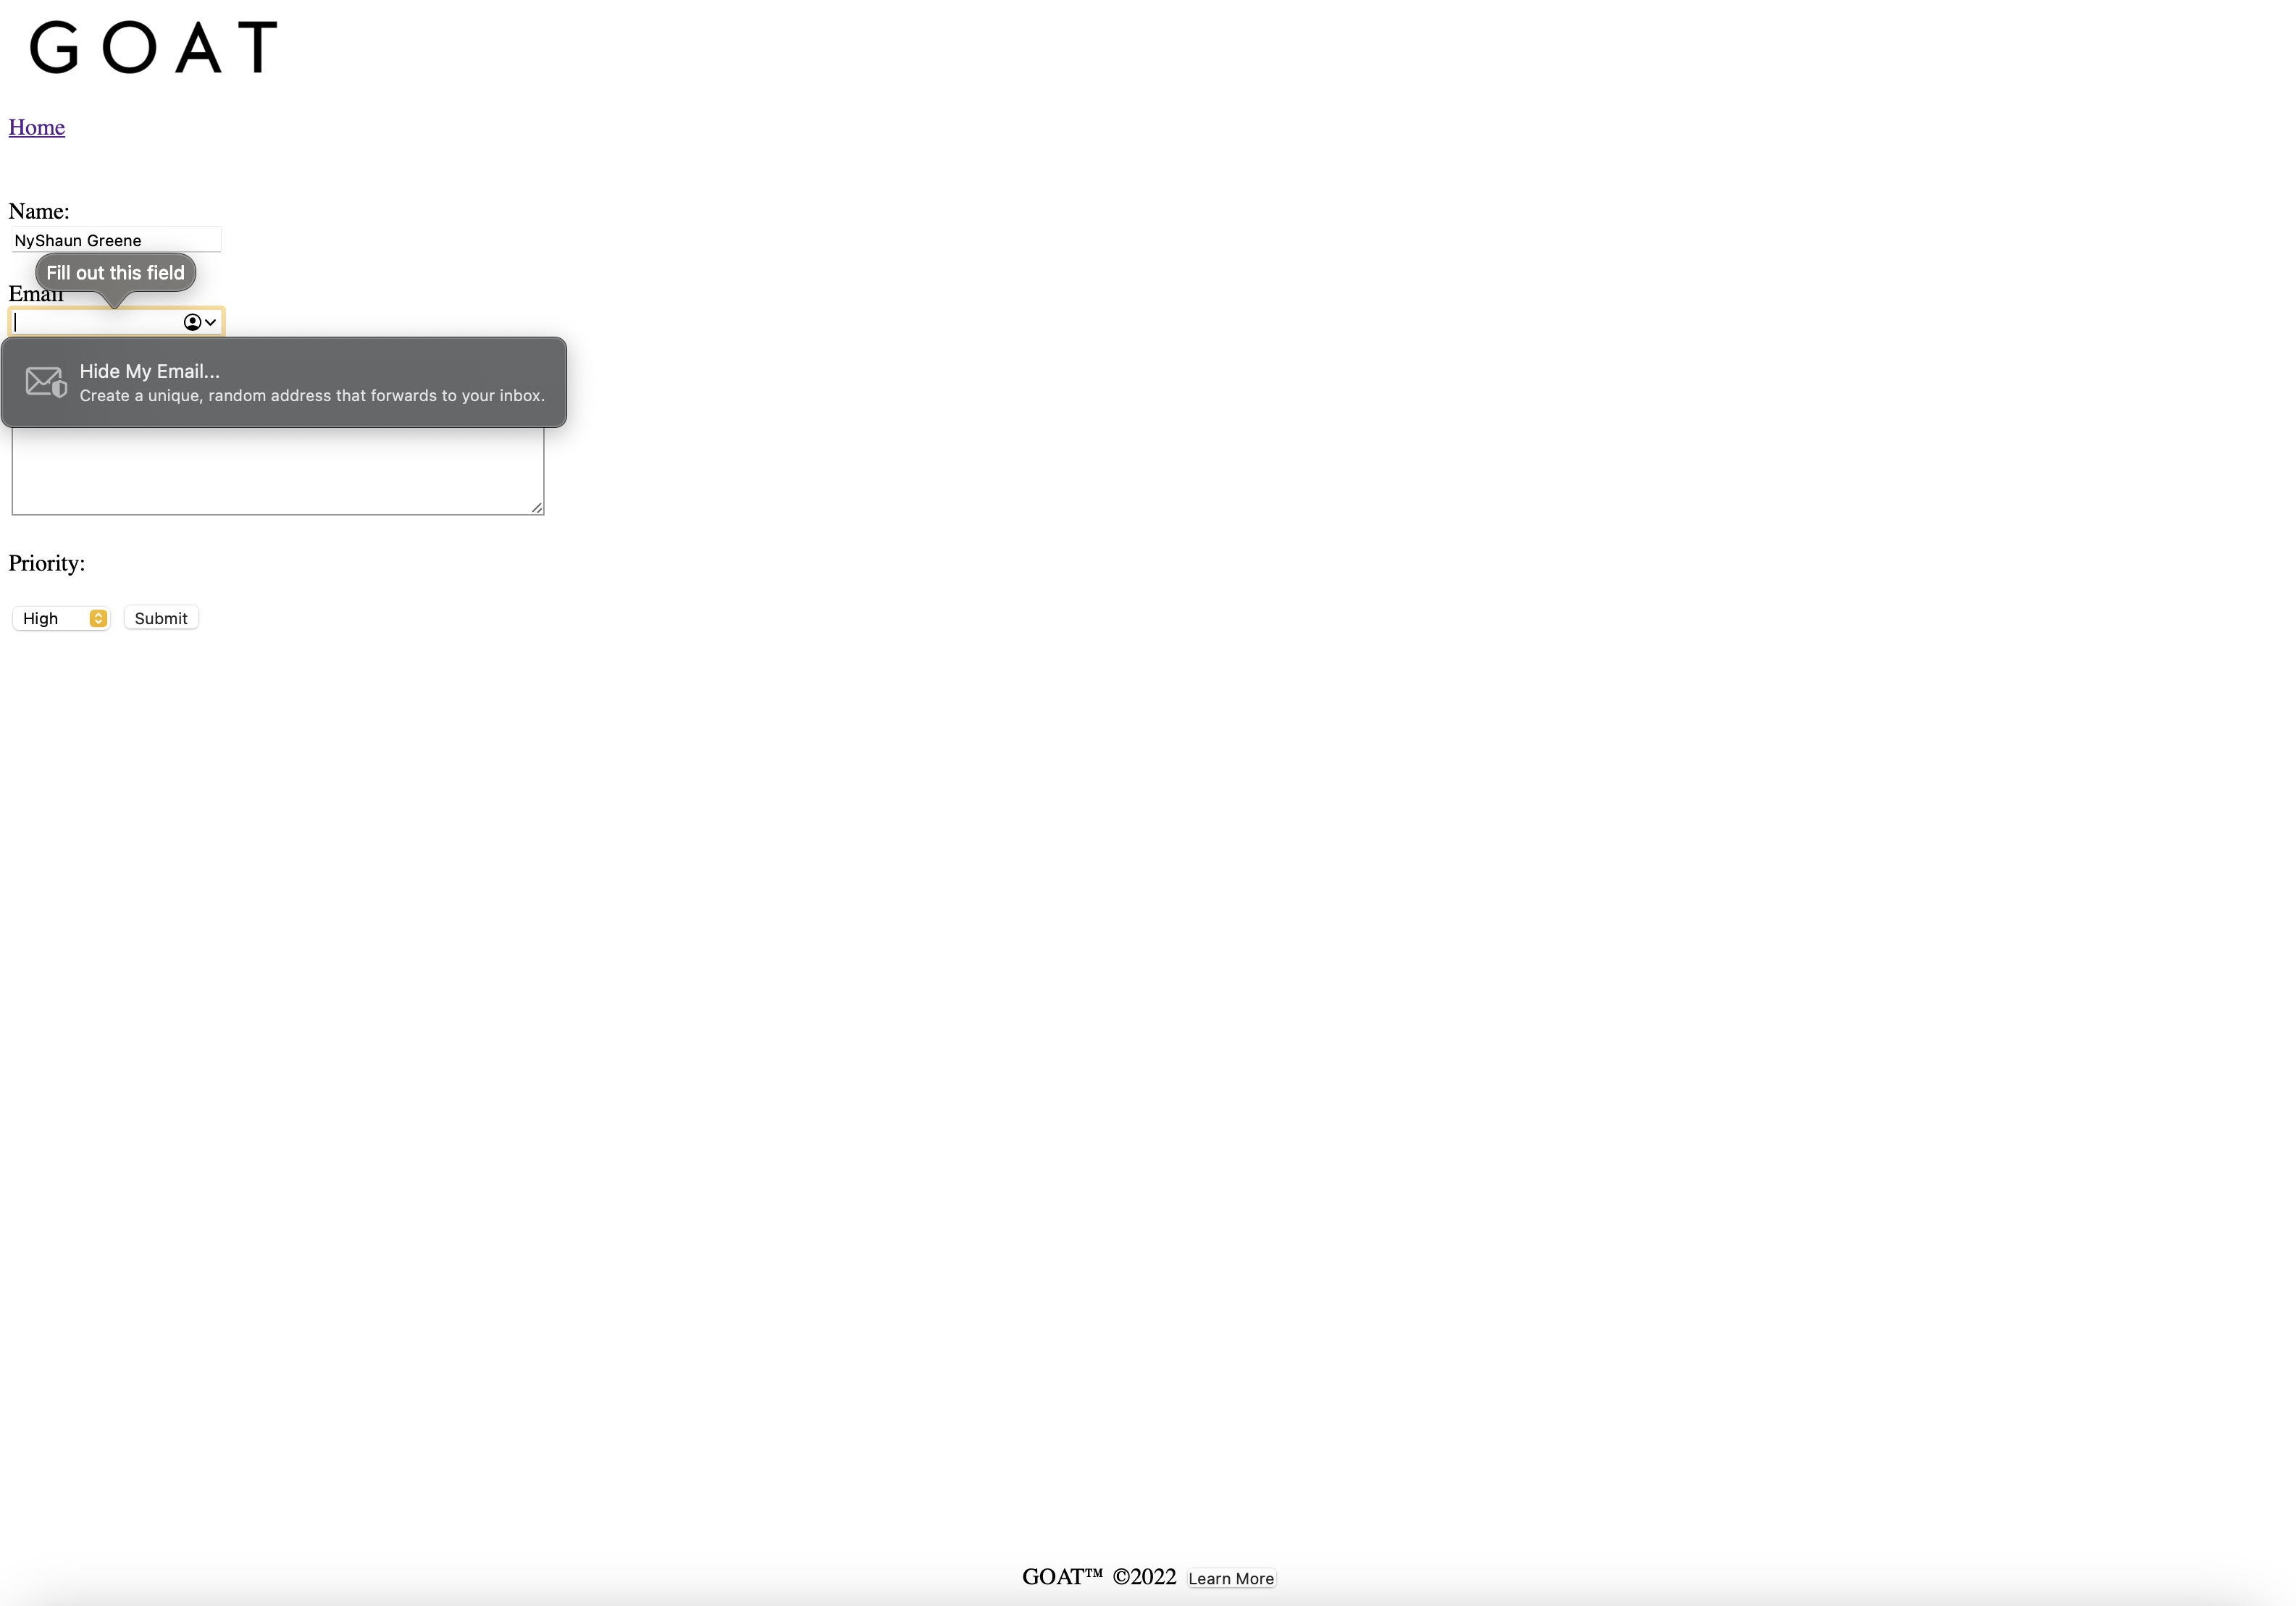 GOAT
Home
Name:
NyShaun Greene
Fill out this field
Email
Hide My Email...
Create a unique, random address that forwards to your inbox.
Priority:
High Submit
GOAT™ ©2022 Learn More